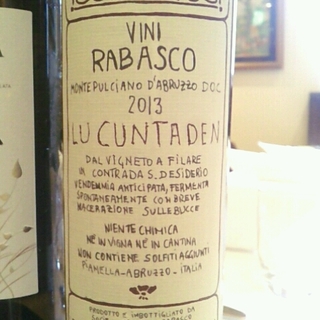 VINI
RABASCO
MONTEPULCIANO D'ABRUZZO DOC
2013
LU CUNTADEN
DAL VIGNETO A FILARE
IN CONTRADA S. DESIDERIO
VENDEMMIA ANTICIPATA, FERMENTA
SPONTANEAMENTE CON BREVE
MACERAZIONE SULLE BUCCE
NIENTE CHIMICA
NÈ IN VIGNA NÈ IN CANTINA
NON CONTIENE SOLFITI AGGIUNTI
PIANELLA-ABRUZZO-ITALIA
PRODOTTO E IMBOTTIGLIATO DA